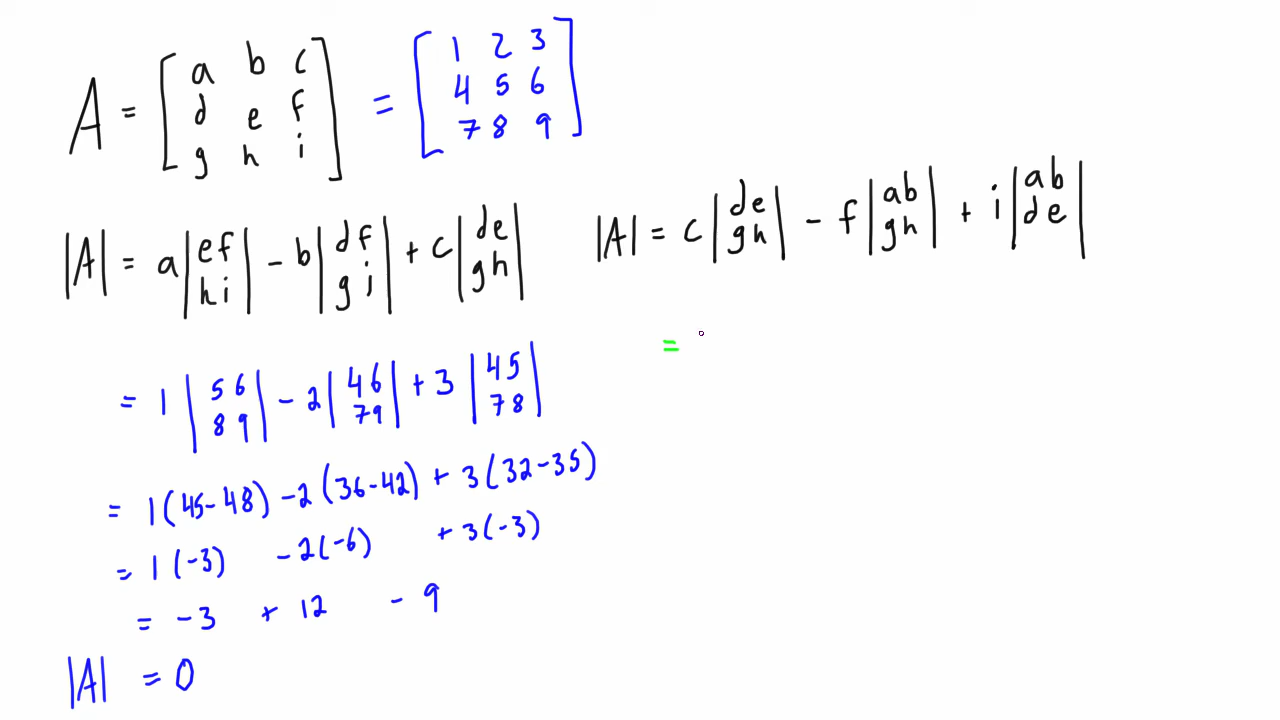 A = [ a b c = [ 1 2 3
d e f 4 5 6
g h i ] 7 8 9 ]
|A| = a |e f| - b |d f| + c |d e|
|h i| |g i| |g h|
|A| = c |d e| - f |a b| + i |a b|
|g h| |g h| |d e|
= 1 |5 6| - 2 |4 6| + 3 |4 5|
|8 9| |7 9| |7 8|
= 1(45-48) -2(36-42) + 3(32-35)
= 1(-3) -2(-6) +3(-3)
= -3 + 12 - 9
|A| = 0
=